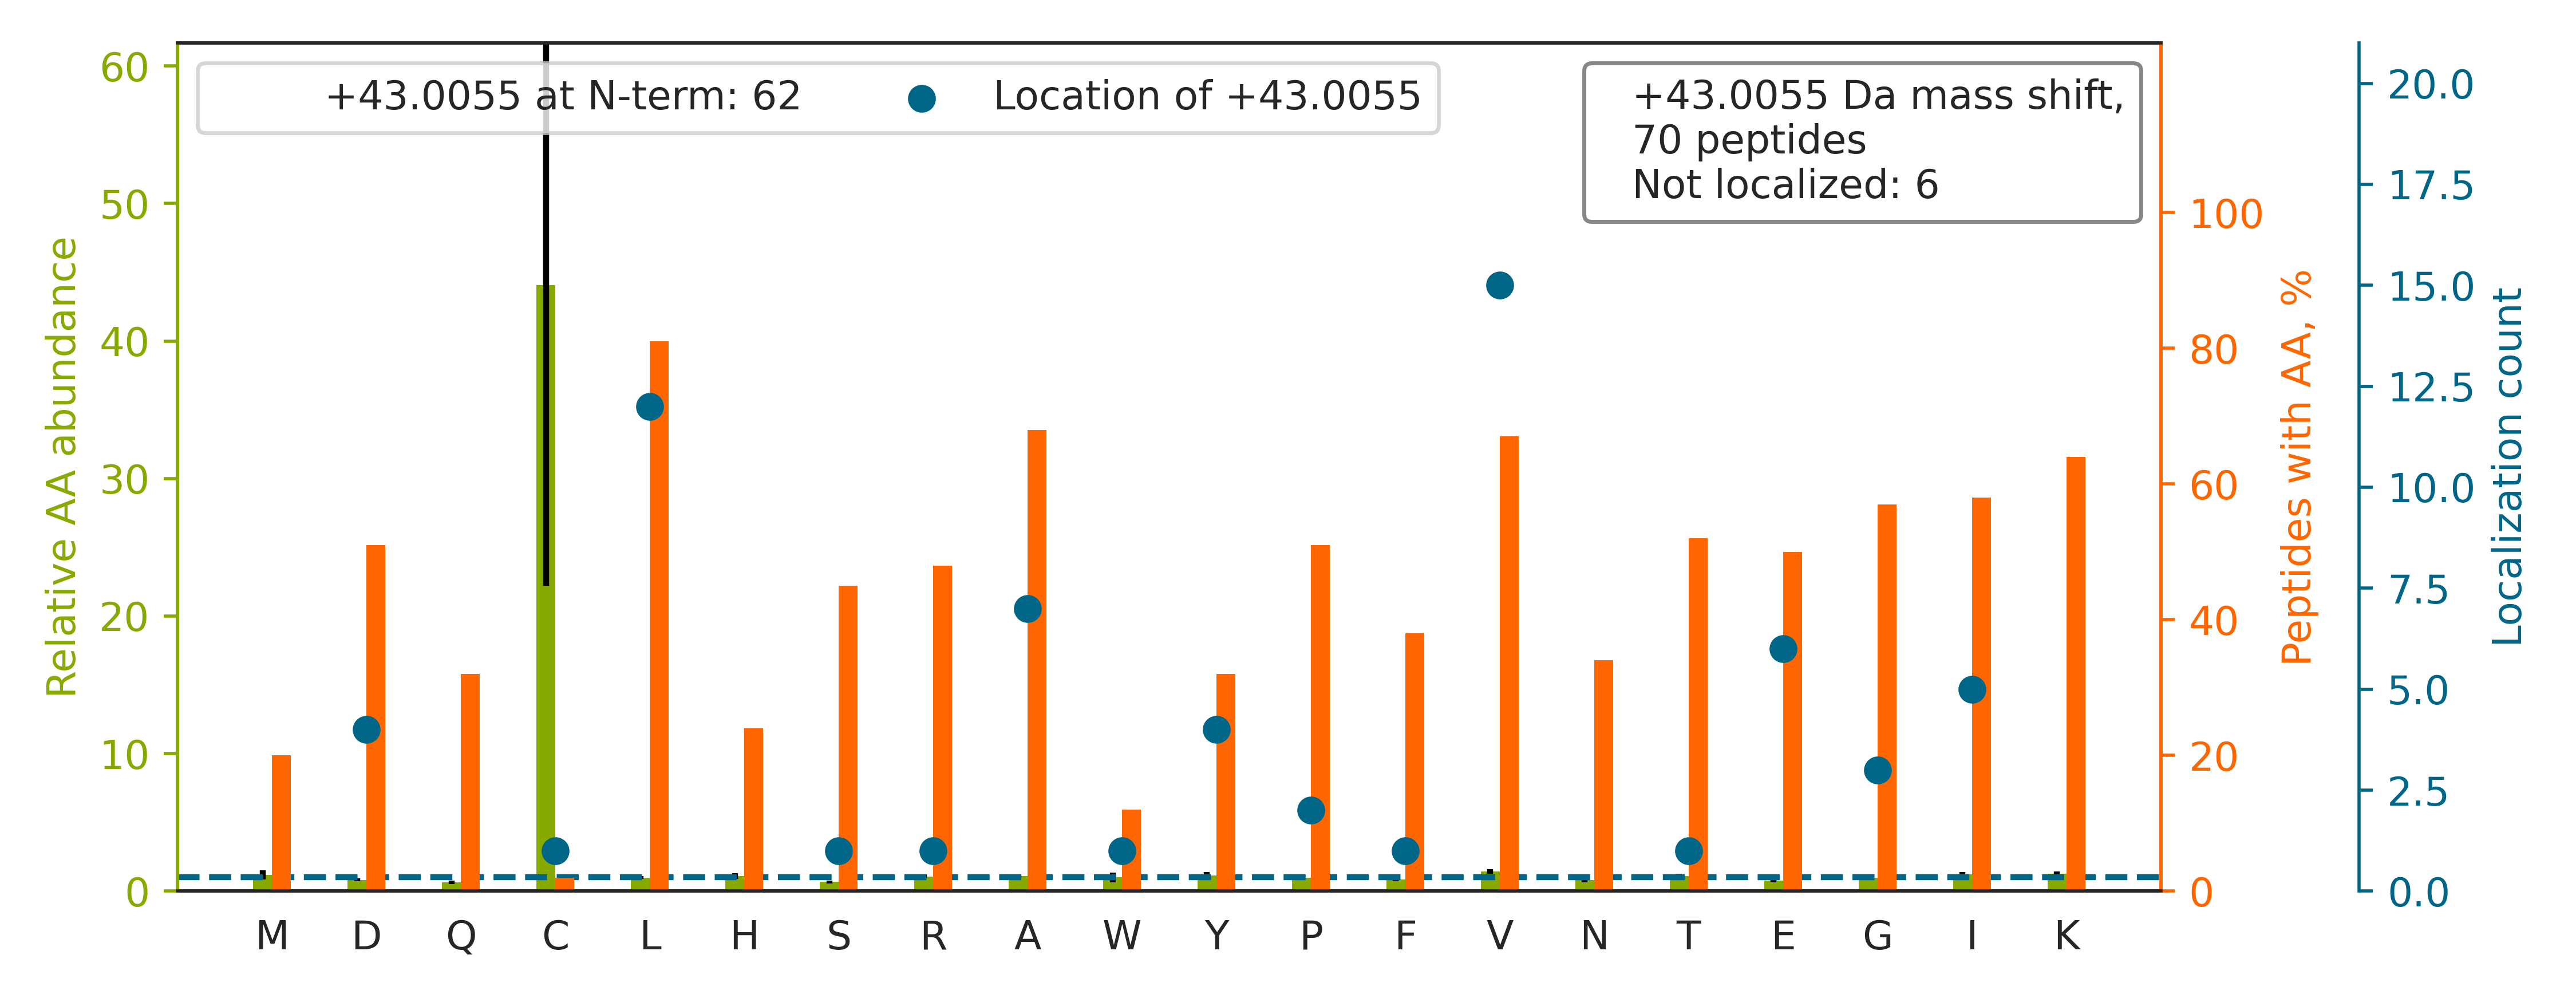 +43.0055 at N-term: 62
Location of +43.0055
+43.0055 Da mass shift,
70 peptides
Not localized: 6
Relative AA abundance
60
50
40
30
20
10
0
Peptides with AA, %
100
80
60
40
20
0
Localization count
20.0
17.5
15.0
12.5
10.0
7.5
5.0
2.5
0.0
M D Q C L H S R A W Y P F V N T E G I K